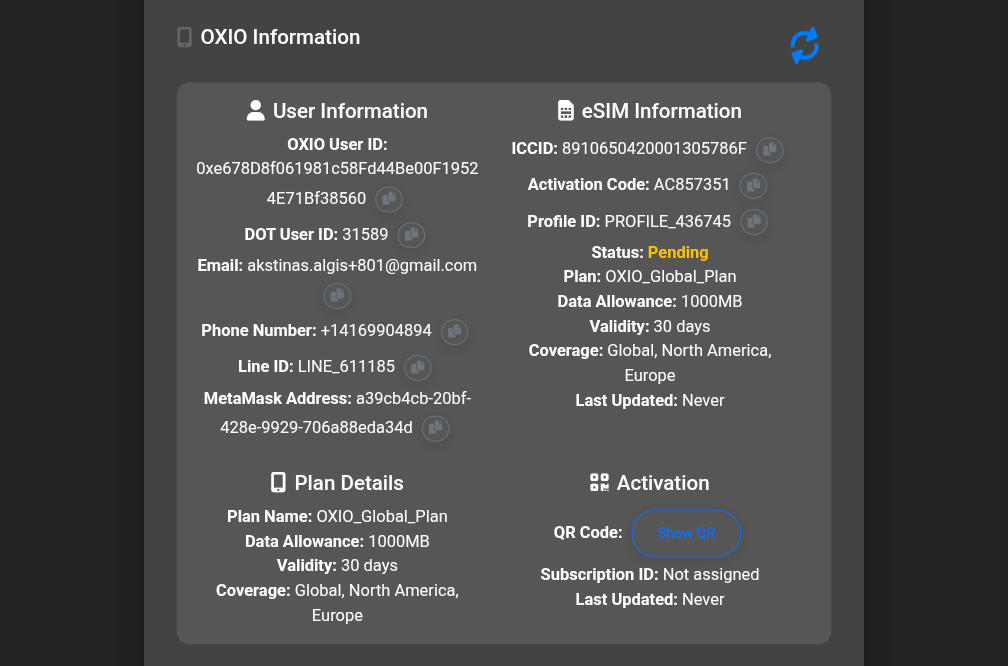 OXIO Information
User Information
OXIO User ID:
0xe678D8f061981c58Fd44Be00F1952
4E71Bf38560
DOT User ID: 31589
Email: akstinas.algis+801@gmail.com
Phone Number: +14169904894
Line ID: LINE_611185
MetaMask Address: a39cb4cb-20bf-
428e-9929-706a88eda34d
eSIM Information
ICCID: 8910650420001305786F
Activation Code: AC857351
Profile ID: PROFILE_436745
Status: Pending
Plan: OXIO_Global_Plan
Data Allowance: 1000MB
Validity: 30 days
Coverage: Global, North America,
Europe
Last Updated: Never
Plan Details
Plan Name: OXIO_Global_Plan
Data Allowance: 1000MB
Validity: 30 days
Coverage: Global, North America,
Europe
Activation
QR Code: Show QR
Subscription ID: Not assigned
Last Updated: Never